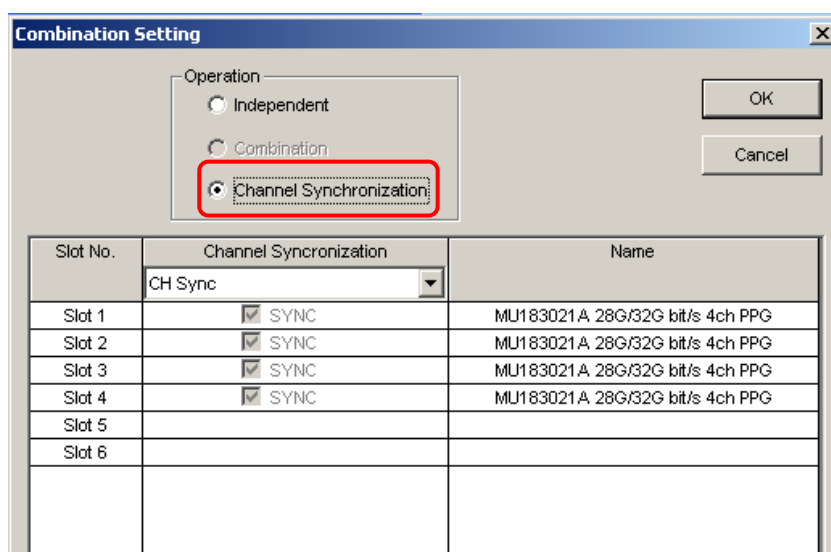 Combination Setting
Operation
Independent
Combination
Channel Synchronization
OK
Cancel
Slot No. Channel Syncronization Name
CH Sync
Slot 1 SYNC MU183021A 28G/32G bit/s 4ch PPG
Slot 2 SYNC MU183021A 28G/32G bit/s 4ch PPG
Slot 3 SYNC MU183021A 28G/32G bit/s 4ch PPG
Slot 4 SYNC MU183021A 28G/32G bit/s 4ch PPG
Slot 5
Slot 6